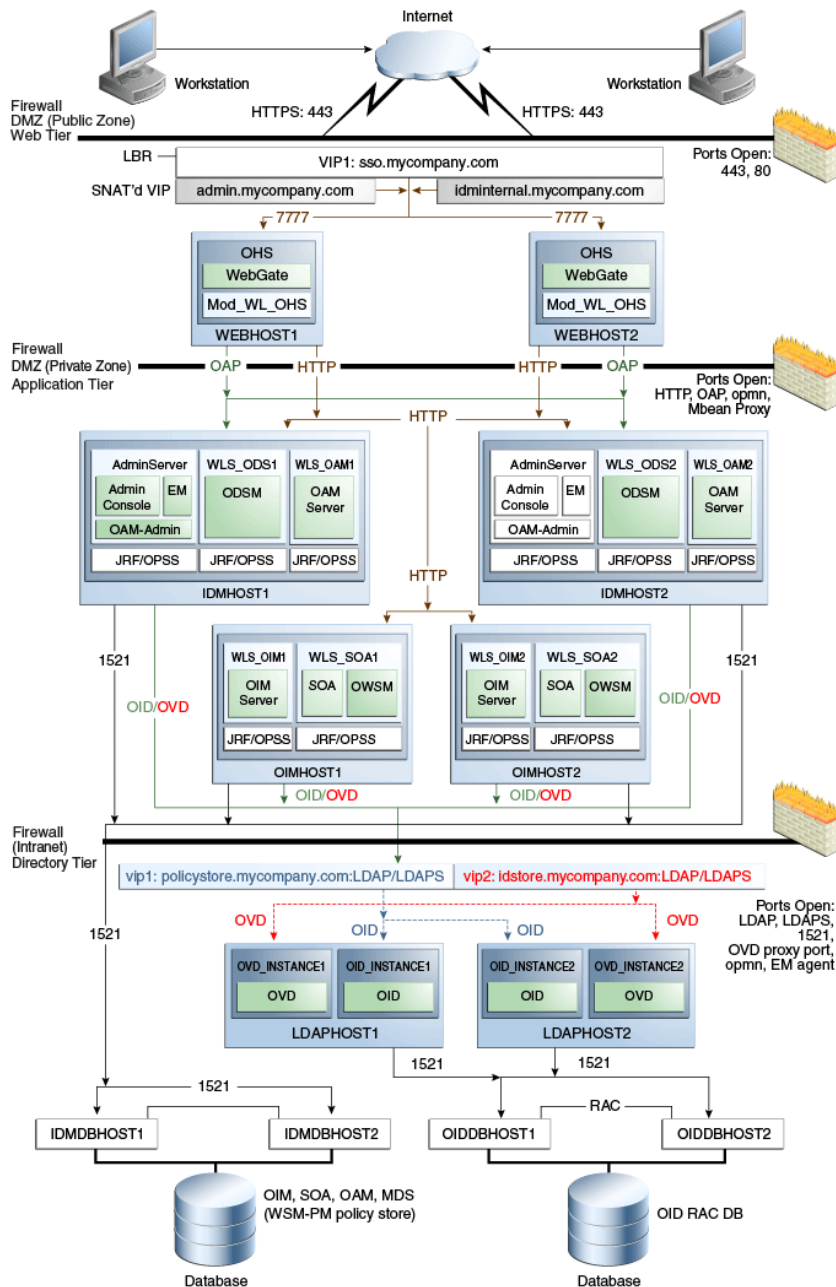 Internet
Workstation
Workstation
HTTPS: 443
HTTPS: 443
Firewall
DMZ (Public Zone)
Web Tier
Ports Open:
443, 80
LBR
VIP1: sso.mycompany.com
SNAT'd VIP
admin.mycompany.com
idminternal.mycompany.com
7777
7777
OHS
WebGate
Mod_WL_OHS
WEBHOST1
OHS
WebGate
Mod_WL_OHS
WEBHOST2
Firewall
DMZ (Private Zone)
Application Tier
OAP
HTTP
HTTP
OAP
Ports Open:
HTTP, OAP, opmn,
Mbean Proxy
HTTP
AdminServer
Admin
Console
EM
OAM-Admin
JRF/OPSS
WLS_ODS1
ODSM
JRF/OPSS
WLS_OAM1
OAM
Server
JRF/OPSS
IDMHOST1
AdminServer
Admin
Console
EM
OAM-Admin
JRF/OPSS
WLS_ODS2
ODSM
JRF/OPSS
WLS_OAM2
OAM
Server
JRF/OPSS
IDMHOST2
HTTP
1521
OID/OVD
1521
OID/OVD
WLS_OIM1
OIM
Server
JRF/OPSS
WLS_SOA1
SOA
OWSM
JRF/OPSS
OIMHOST1
WLS_OIM2
OIM
Server
JRF/OPSS
WLS_SOA2
SOA
OWSM
JRF/OPSS
OIMHOST2
OID/OVD
OID/OVD
Firewall
(Intranet)
Directory Tier
vip1: policystore.mycompany.com:LDAP/LDAPS
vip2: idstore.mycompany.com:LDAP/LDAPS
Ports Open:
LDAP, LDAPS,
1521,
OVD proxy port,
opmn, EM agent
1521
OVD
OID
OID
OVD
OVD_INSTANCE1
OVD
OID_INSTANCE1
OID
LDAPHOST1
OID_INSTANCE2
OID
OVD_INSTANCE2
OVD
LDAPHOST2
1521
1521
1521
IDMDBHOST1
IDMDBHOST2
OIDDBHOST1
RAC
OIDDBHOST2
OIM, SOA, OAM, MDS
(WSM-PM policy store)
Database
OID RAC DB
Database